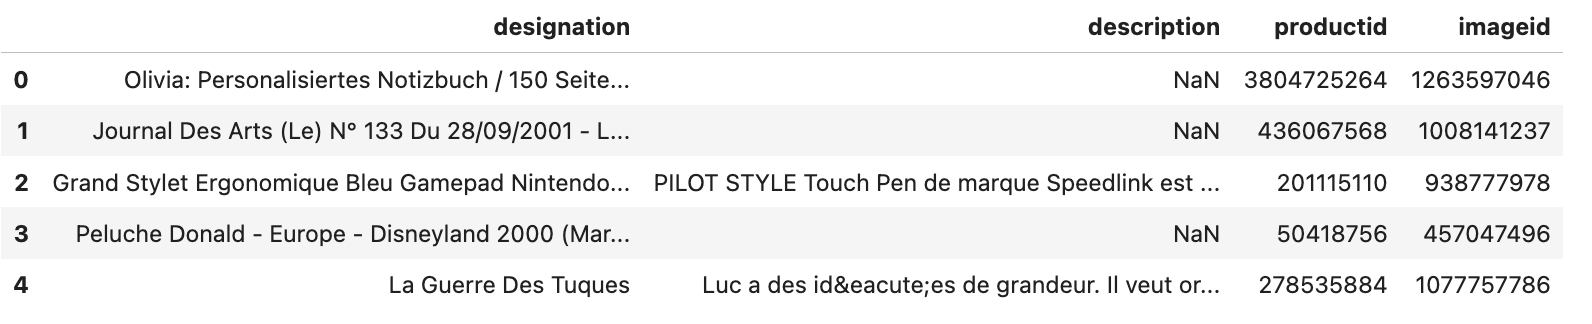 designation description productid imageid
0 Olivia: Personalisiertes Notizbuch / 150 Seite... NaN 3804725264 1263597046
1 Journal Des Arts (Le) N° 133 Du 28/09/2001 - L... NaN 436067568 1008141237
2 Grand Stylet Ergonomique Bleu Gamepad Nintendo... PILOT STYLE Touch Pen de marque Speedlink est ... 201115110 938777978
3 Peluche Donald - Europe - Disneyland 2000 (Mar... NaN 50418756 457047496
4 La Guerre Des Tuques Luc a des id&eacute;es de grandeur. Il veut or... 278535884 1077757786